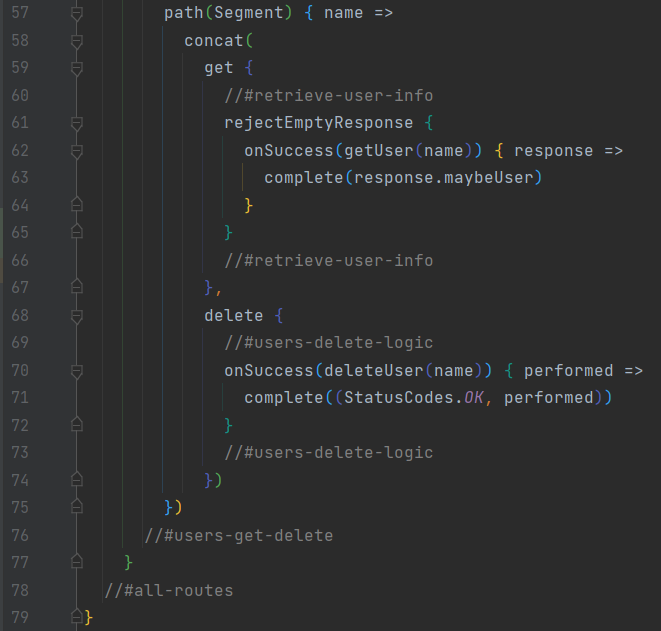 57 path(Segment) { name =>
58 concat(
59 get {
60 //#retrieve-user-info
61 rejectEmptyResponse {
62 onSuccess(getUser(name)) { response =>
63 complete(response.maybeUser)
64 }
65 }
66 //#retrieve-user-info
67 },
68 delete {
69 //#users-delete-logic
70 onSuccess(deleteUser(name)) { performed =>
71 complete((StatusCodes.OK, performed))
72 }
73 //#users-delete-logic
74 })
75 })
76 //#users-get-delete
77 }
78 //#all-routes
79 }